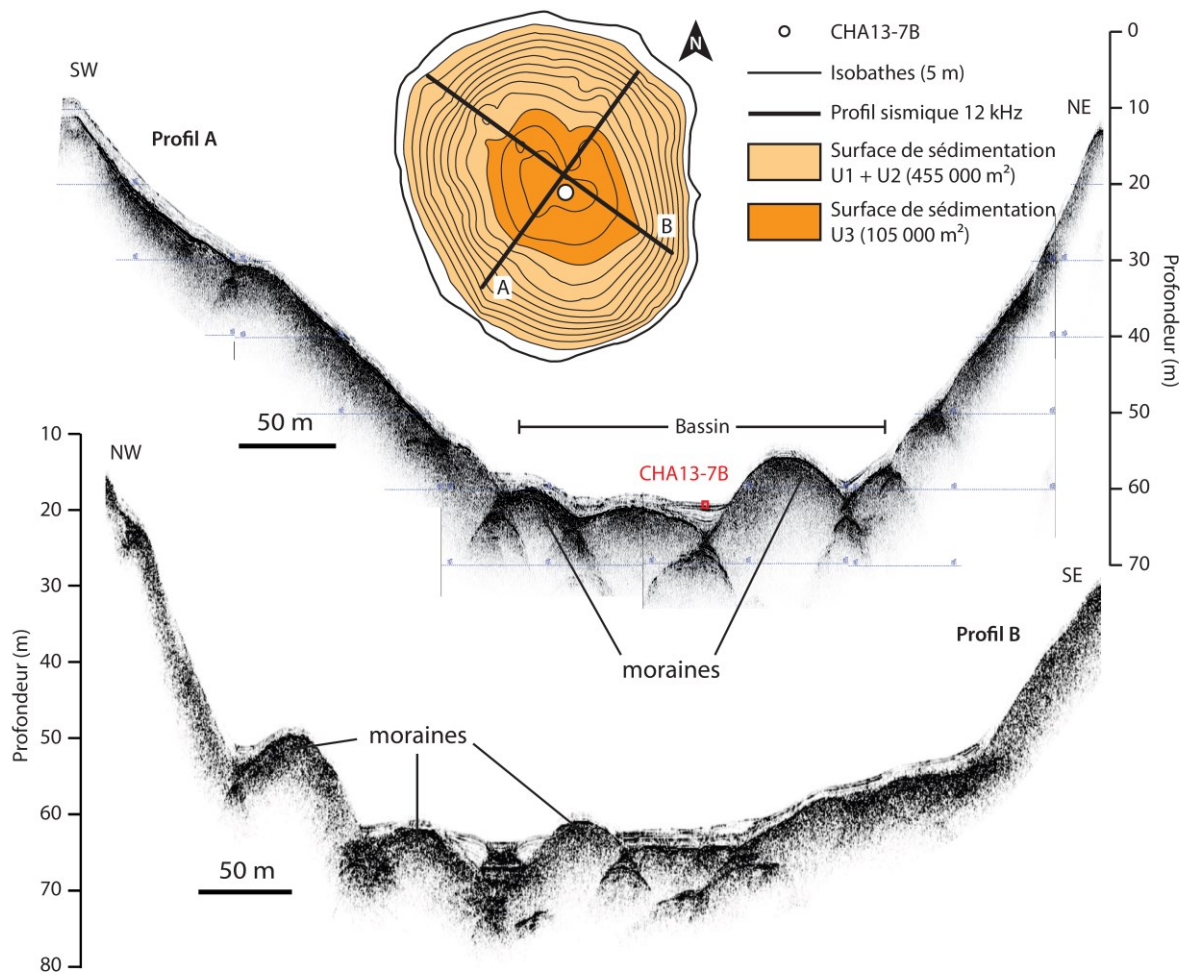 SW
Profil A
N
CHA13-7B
Isobathes (5 m)
Profil sismique 12 kHz
Surface de sédimentation
U1 + U2 (455 000 m²)
Surface de sédimentation
U3 (105 000 m²)
A
B
NE
0
10
20
30
40
50
60
70
Profondeur (m)
50 m
Bassin
CHA13-7B
moraines
NW
SE
Profil B
10
20
30
40
50
60
70
80
Profondeur (m)
moraines
50 m